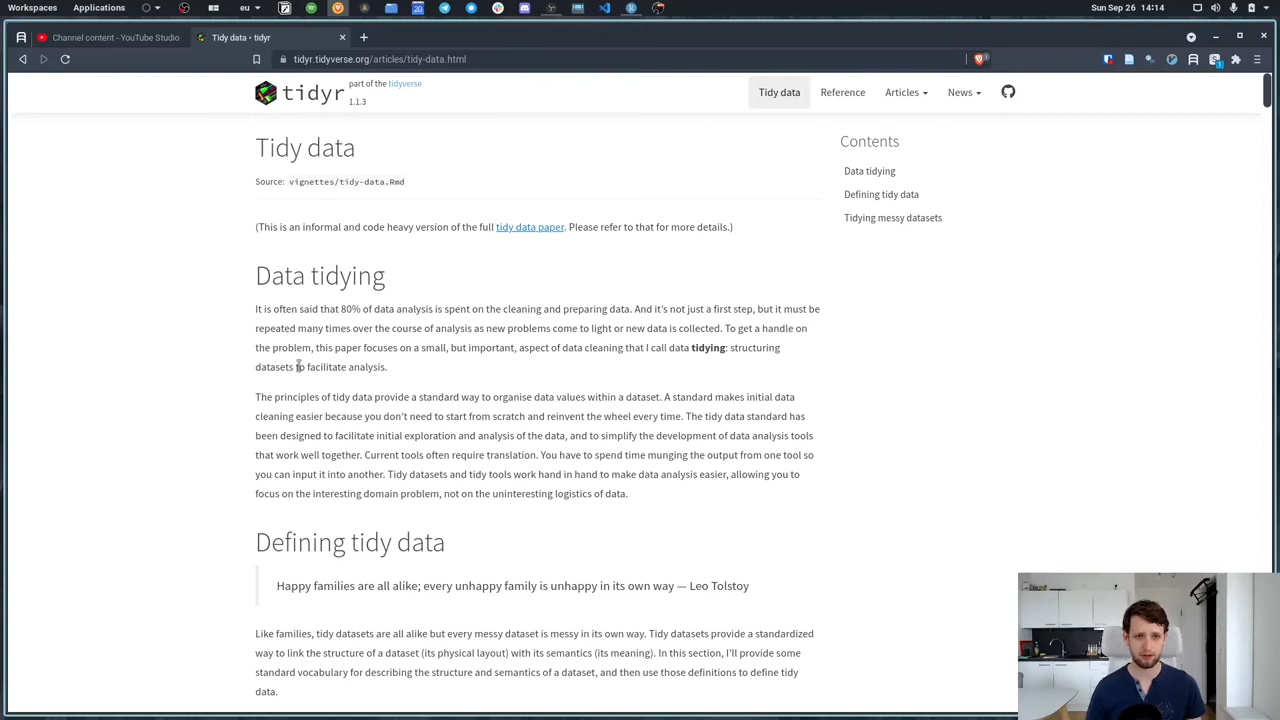 Workspaces
Applications
eu
20
Sun Sep 26
14:14
Channel content - YouTube Studio
Tidy data • tidyr
tidyr.tidyverse.org/articles/tidy-data.html
tidyr
part of the tidyverse
1.1.3
Tidy data
Reference
Articles
News
Tidy data
Source: vignettes/tidy-data.Rmd
(This is an informal and code heavy version of the full tidy data paper. Please refer to that for more details.)
Data tidying
It is often said that 80% of data analysis is spent on the cleaning and preparing data. And it's not just a first step, but it must be
repeated many times over the course of analysis as new problems come to light or new data is collected. To get a handle on
the problem, this paper focuses on a small, but important, aspect of data cleaning that I call data tidying: structuring
datasets to facilitate analysis.
The principles of tidy data provide a standard way to organise data values within a dataset. A standard makes initial data
cleaning easier because you don't need to start from scratch and reinvent the wheel every time. The tidy data standard has
been designed to facilitate initial exploration and analysis of the data, and to simplify the development of data analysis tools
that work well together. Current tools often require translation. You have to spend time munging the output from one tool so
you can input it into another. Tidy datasets and tidy tools work hand in hand to make data analysis easier, allowing you to
focus on the interesting domain problem, not on the uninteresting logistics of data.
Defining tidy data
Happy families are all alike; every unhappy family is unhappy in its own way — Leo Tolstoy
Like families, tidy datasets are all alike but every messy dataset is messy in its own way. Tidy datasets provide a standardized
way to link the structure of a dataset (its physical layout) with its semantics (its meaning). In this section, I'll provide some
standard vocabulary for describing the structure and semantics of a dataset, and then use those definitions to define tidy
data.
Contents
Data tidying
Defining tidy data
Tidying messy datasets